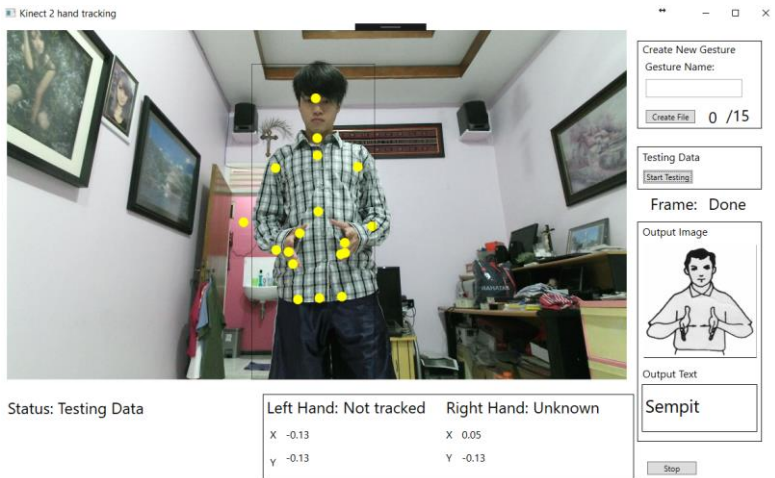 Kinect 2 hand tracking
Create New Gesture
Gesture Name:
Create File 0 /15
Testing Data
Start Testing
Frame: Done
Output Image
Output Text
Sempit
Stop
Status: Testing Data
Left Hand: Not tracked Right Hand: Unknown
X -0.13 X 0.05
Y -0.13 Y -0.13